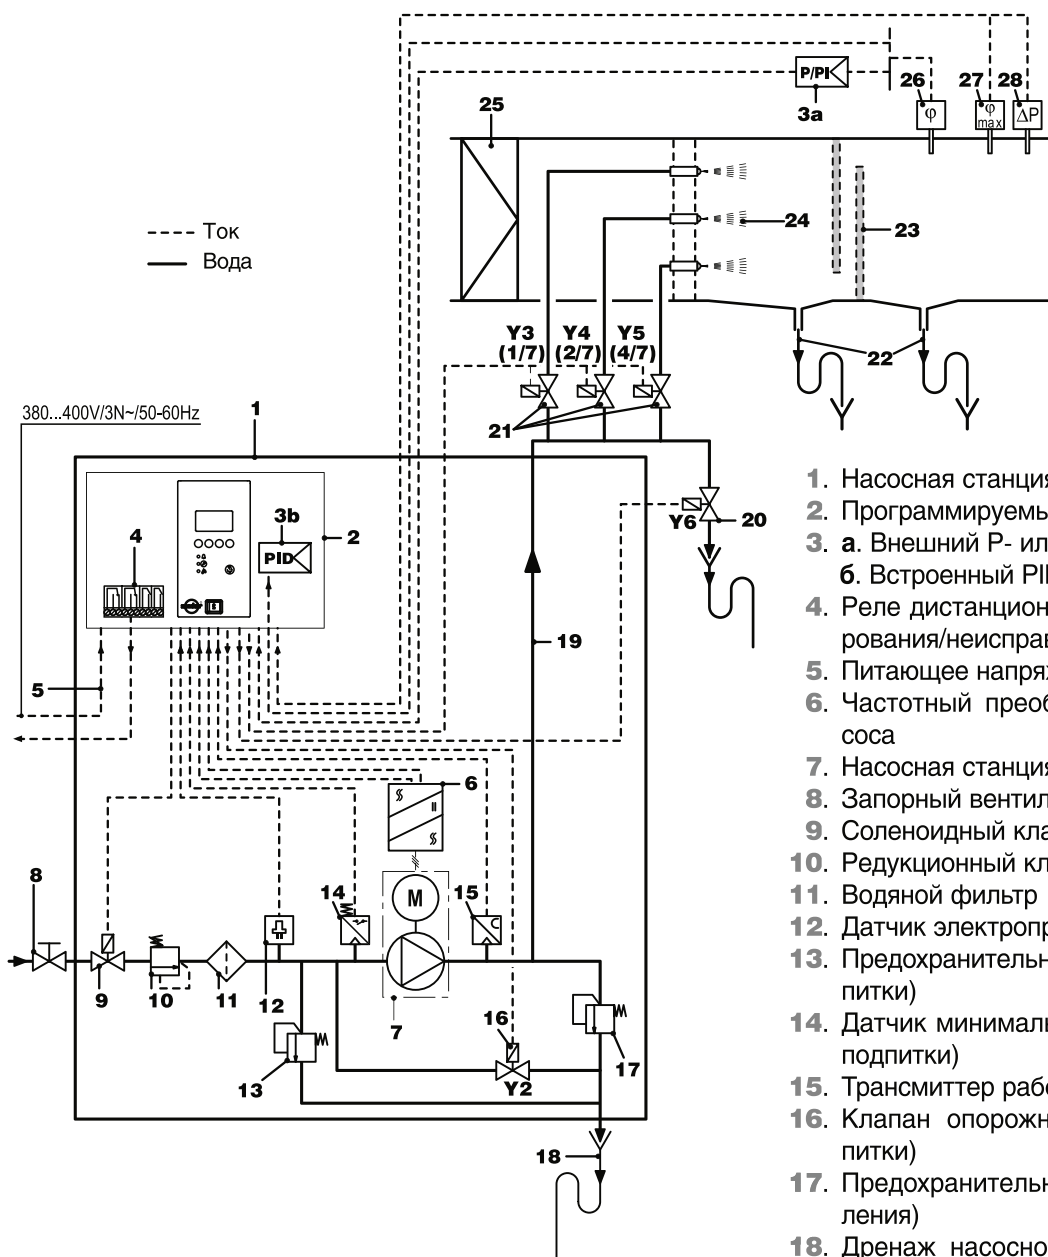 P/PI
3a
26
27
28
φ
φ max
ΔP
25
Ток
Вода
24
23
22
Y3 (1/7)
Y4 (2/7)
Y5 (4/7)
21
380...400V/3N~/50-60Hz
1
3b
PID
2
4
Y6
20
19
5
6
8
14
M
15
9
10
11
12
7
16
Y2
17
13
18
1. Насосная станция
2. Программируемы
3. а. Внешний P- ил
б. Встроенный PI
4. Реле дистанцион
рования/неисправ
5. Питающее напряж
6. Частотный преоб
соса
7. Насосная станция
8. Запорный вентил
9. Соленоидный кла
10. Редукционный кл
11. Водяной фильтр
12. Датчик электропр
13. Предохранительн
питки)
14. Датчик минималь
подпитки)
15. Трансмиттер рабо
16. Клапан опорожн
питки)
17. Предохранительн
ления)
18. Дренаж насосно